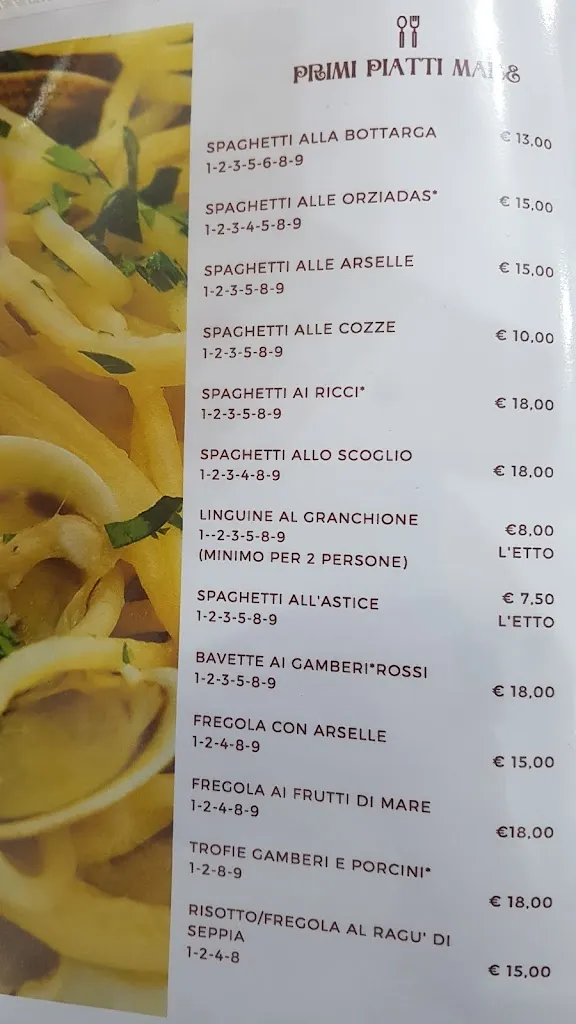 PRIMI PIATTI MARE
SPAGHETTI ALLA BOTTARGA € 13,00
1-2-3-5-6-8-9
SPAGHETTI ALLE ORZIADAS* € 15,00
1-2-3-4-5-8-9
SPAGHETTI ALLE ARSELLE € 15,00
1-2-3-5-8-9
SPAGHETTI ALLE COZZE € 10,00
1-2-3-5-8-9
SPAGHETTI AI RICCI* € 18,00
1-2-3-5-8-9
SPAGHETTI ALLO SCOGLIO € 18,00
1-2-3-4-8-9
LINGUINE AL GRANCHIONE €8,00
1--2-3-5-8-9 L'ETTO
(MINIMO PER 2 PERSONE)
SPAGHETTI ALL'ASTICE € 7,50
1-2-3-5-8-9 L'ETTO
BAVETTE AI GAMBERI*ROSSI € 18,00
1-2-3-5-8-9
FREGOLA CON ARSELLE € 15,00
1-2-4-8-9
FREGOLA AI FRUTTI DI MARE €18,00
1-2-4-8-9
TROFIE GAMBERI E PORCINI* € 18,00
1-2-8-9
RISOTTO/FREGOLA AL RAGU' DI
SEPPIA € 15,00
1-2-4-8